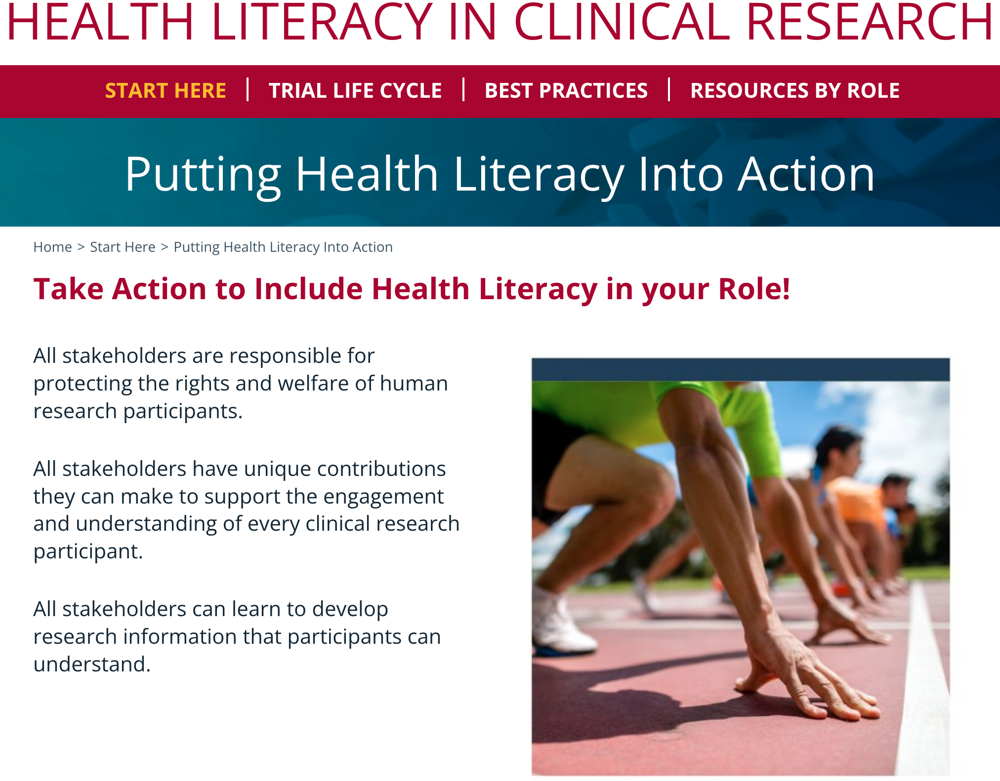 HEALTH LITERACY IN CLINICAL RESEARCH
START HERE | TRIAL LIFE CYCLE | BEST PRACTICES | RESOURCES BY ROLE
Putting Health Literacy Into Action
Home > Start Here > Putting Health Literacy Into Action
Take Action to Include Health Literacy in your Role!
All stakeholders are responsible for
protecting the rights and welfare of human
research participants.
All stakeholders have unique contributions
they can make to support the engagement
and understanding of every clinical research
participant.
All stakeholders can learn to develop
research information that participants can
understand.